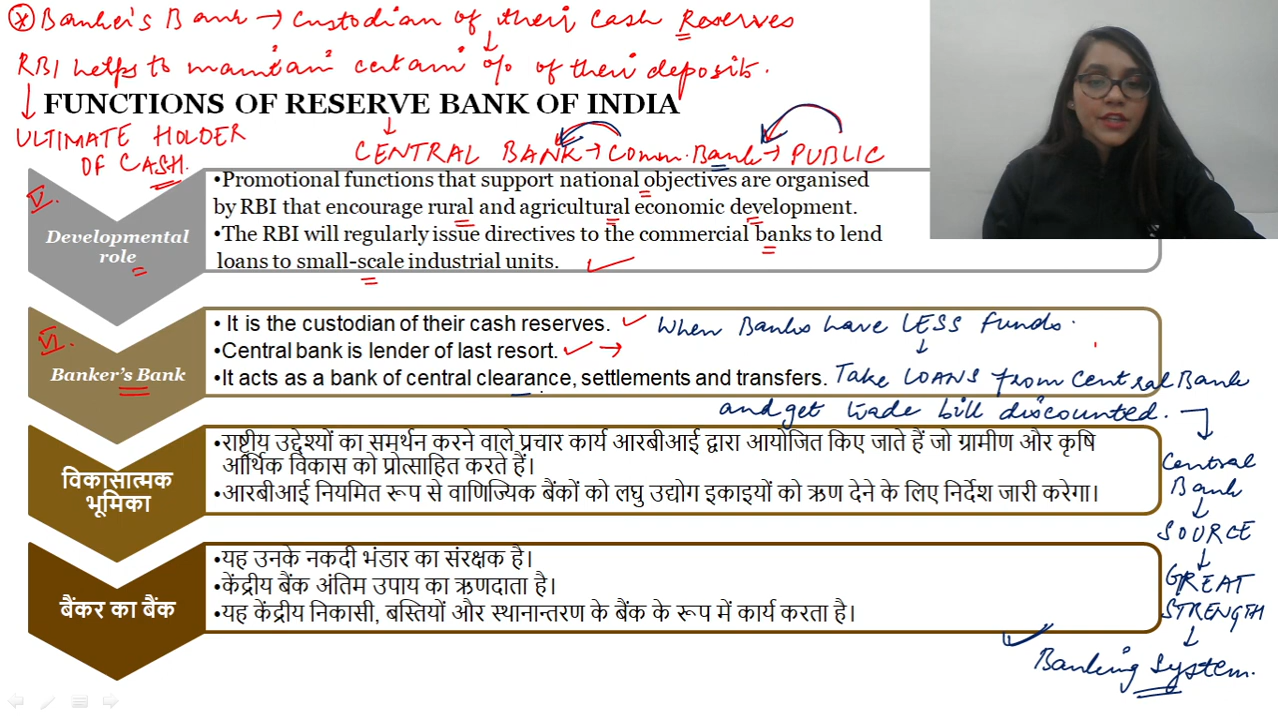 Banker's Bank → Custodian of their Cash Reserves
RBI helps to maintain certain % of their deposits.
FUNCTIONS OF RESERVE BANK OF INDIA
ULTIMATE HOLDER
OF CASH.
CENTRAL BANK → Comm. Bank → PUBLIC
V.
Developmental
role
•Promotional functions that support national objectives are organised
by RBI that encourage rural and agricultural economic development.
•The RBI will regularly issue directives to the commercial banks to lend
loans to small-scale industrial units.
VI.
Banker's Bank
• It is the custodian of their cash reserves.
When Banks have LESS funds.
•Central bank is lender of last resort.
•It acts as a bank of central clearance, settlements and transfers.
Take LOANS from Central Bank
and get trade bill discounted.
विकासात्मक
भूमिका
•राष्ट्रीय उद्देश्यों का समर्थन करने वाले प्रचार कार्य आरबीआई द्वारा आयोजित किए जाते हैं जो ग्रामीण और कृषि
आर्थिक विकास को प्रोत्साहित करते हैं।
•आरबीआई नियमित रूप से वाणिज्यिक बैंकों को लघु उद्योग इकाइयों को ऋण देने के लिए निर्देश जारी करेगा।
बैंकर का बैंक
•यह उनके नकदी भंडार का संरक्षक है।
•केंद्रीय बैंक अंतिम उपाय का ऋणदाता है।
•यह केंद्रीय निकासी, बस्तियों और स्थानान्तरण के बैंक के रूप में कार्य करता है।
Central
Bank
SOURCE
GREAT
STRENGTH
Banking System.